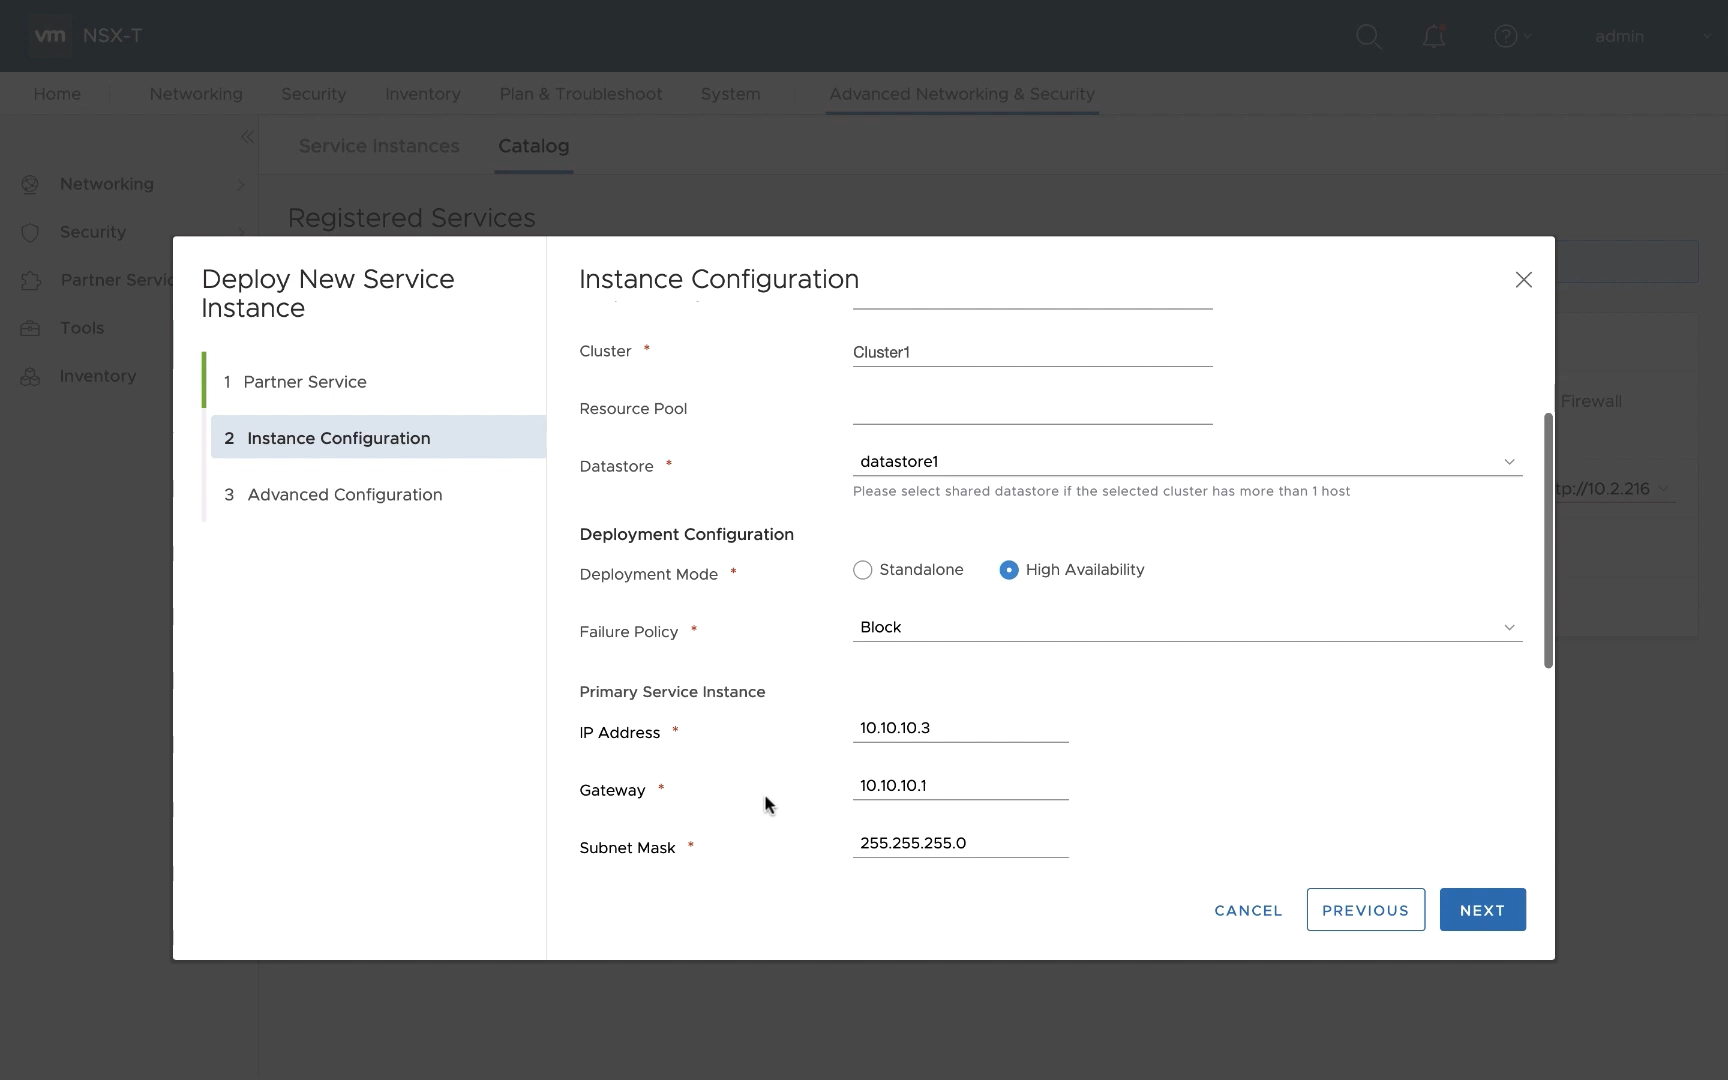 vm NSX-T
admin
Home
Networking
Security
Inventory
Plan & Troubleshoot
System
Advanced Networking & Security
Service Instances
Catalog
Networking
Security
Partner Servic
Tools
Inventory
Registered Services
Firewall
tp://10.2.216
Deploy New Service
Instance
1 Partner Service
2 Instance Configuration
3 Advanced Configuration
Instance Configuration
Cluster *
Cluster1
Resource Pool
Datastore *
datastore1
Please select shared datastore if the selected cluster has more than 1 host
Deployment Configuration
Deployment Mode *
Standalone
High Availability
Failure Policy *
Block
Primary Service Instance
IP Address *
10.10.10.3
Gateway *
10.10.10.1
Subnet Mask *
255.255.255.0
CANCEL
PREVIOUS
NEXT